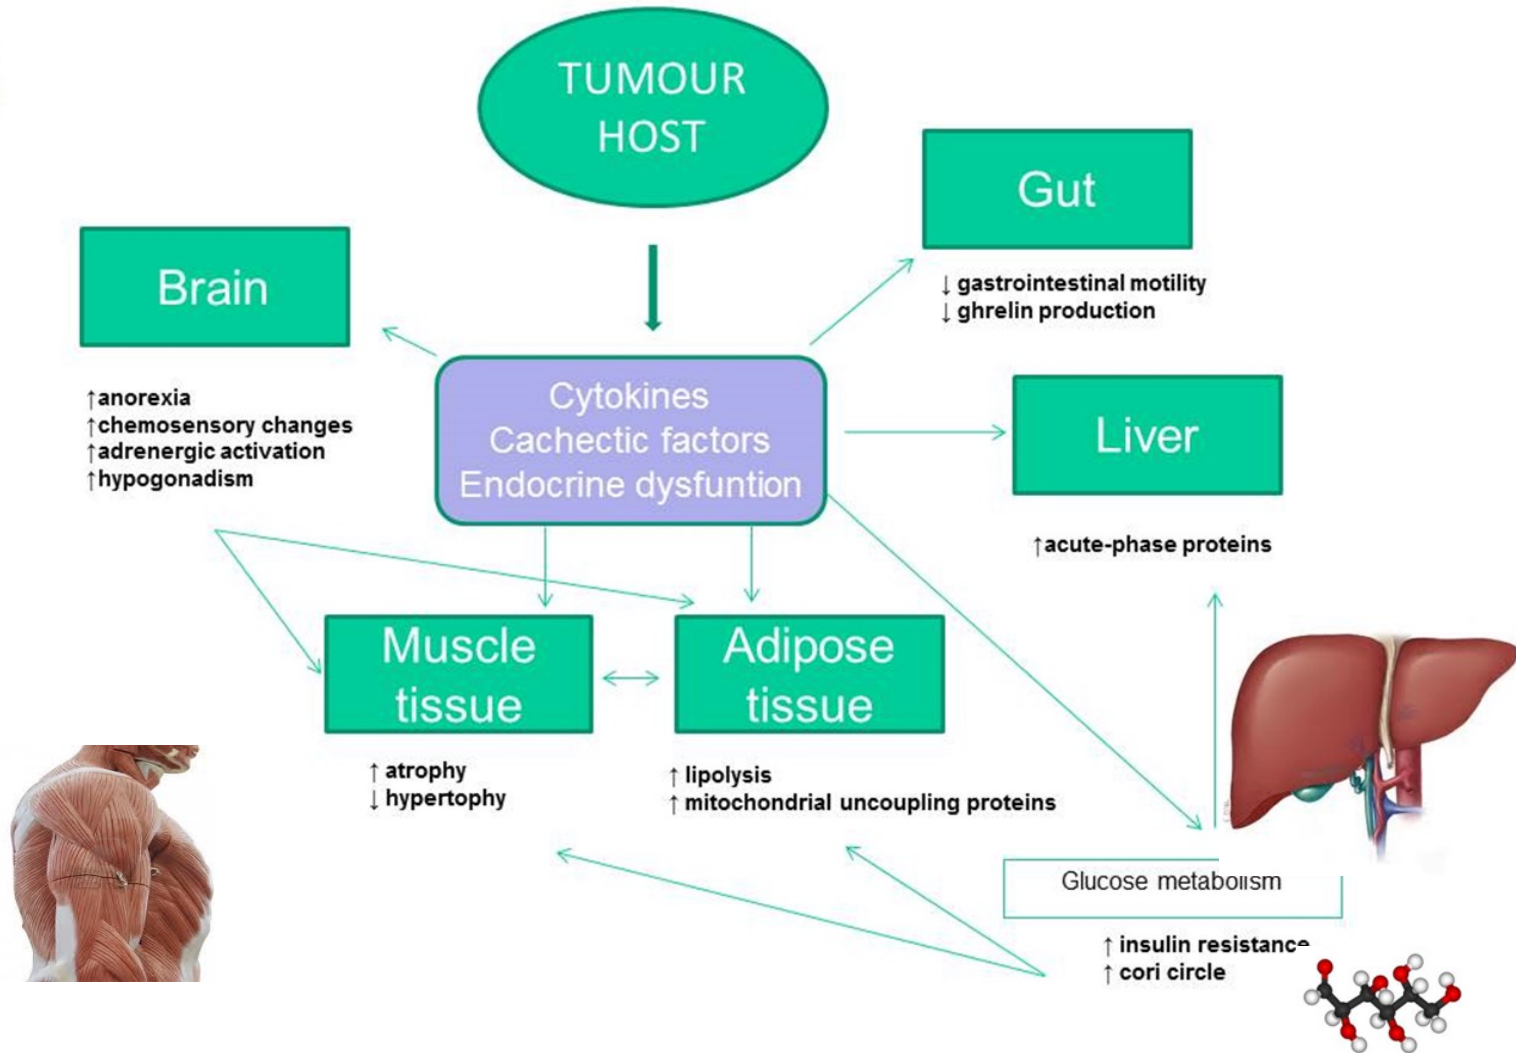 TUMOUR
HOST
Gut
↓ gastrointestinal motility
↓ ghrelin production
Brain
↑anorexia
↑chemosensory changes
↑adrenergic activation
↑hypogonadism
Cytokines
Cachectic factors
Endocrine dysfuntion
Liver
↑acute-phase proteins
Muscle
tissue
↑ atrophy
↓ hypertophy
Adipose
tissue
↑ lipolysis
↑ mitochondrial uncoupling proteins
Glucose metabolism
↑ insulin resistance
↑ cori circle